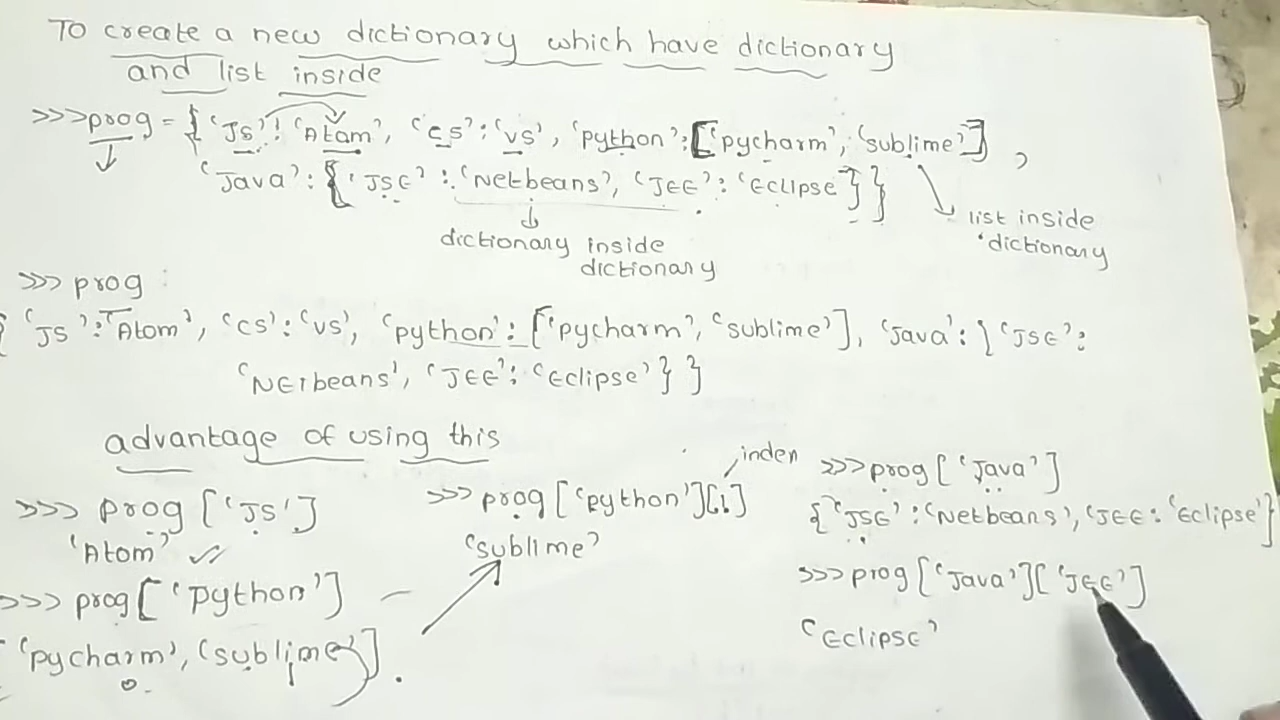 To create a new dictionary which have dictionary
and list inside
>>>prog = {'JS': 'Atom', 'CS': 'VS', 'python': ['pycharm', 'sublime'],
'Java': {'JSE': 'Netbeans', 'JEE': 'Eclipse'}}
list inside
dictionary
dictionary inside
dictionary
>>> prog
{'JS': 'Atom', 'CS': 'VS', 'python': ['pycharm', 'sublime'], 'Java': {'JSE':
'NETbeans', 'JEE': 'Eclipse'}}
advantage of using this
>>> prog['JS']
'Atom'
>>> prog['python']
['pycharm', 'sublime'].
0 1
inden
>>> prog['python'][1]
'sublime'
>>>prog['Java']
{'JSE': 'Netbeans', 'JEE: 'Eclipse'}
>>> prog['Java']['JEE']
'Eclipse'